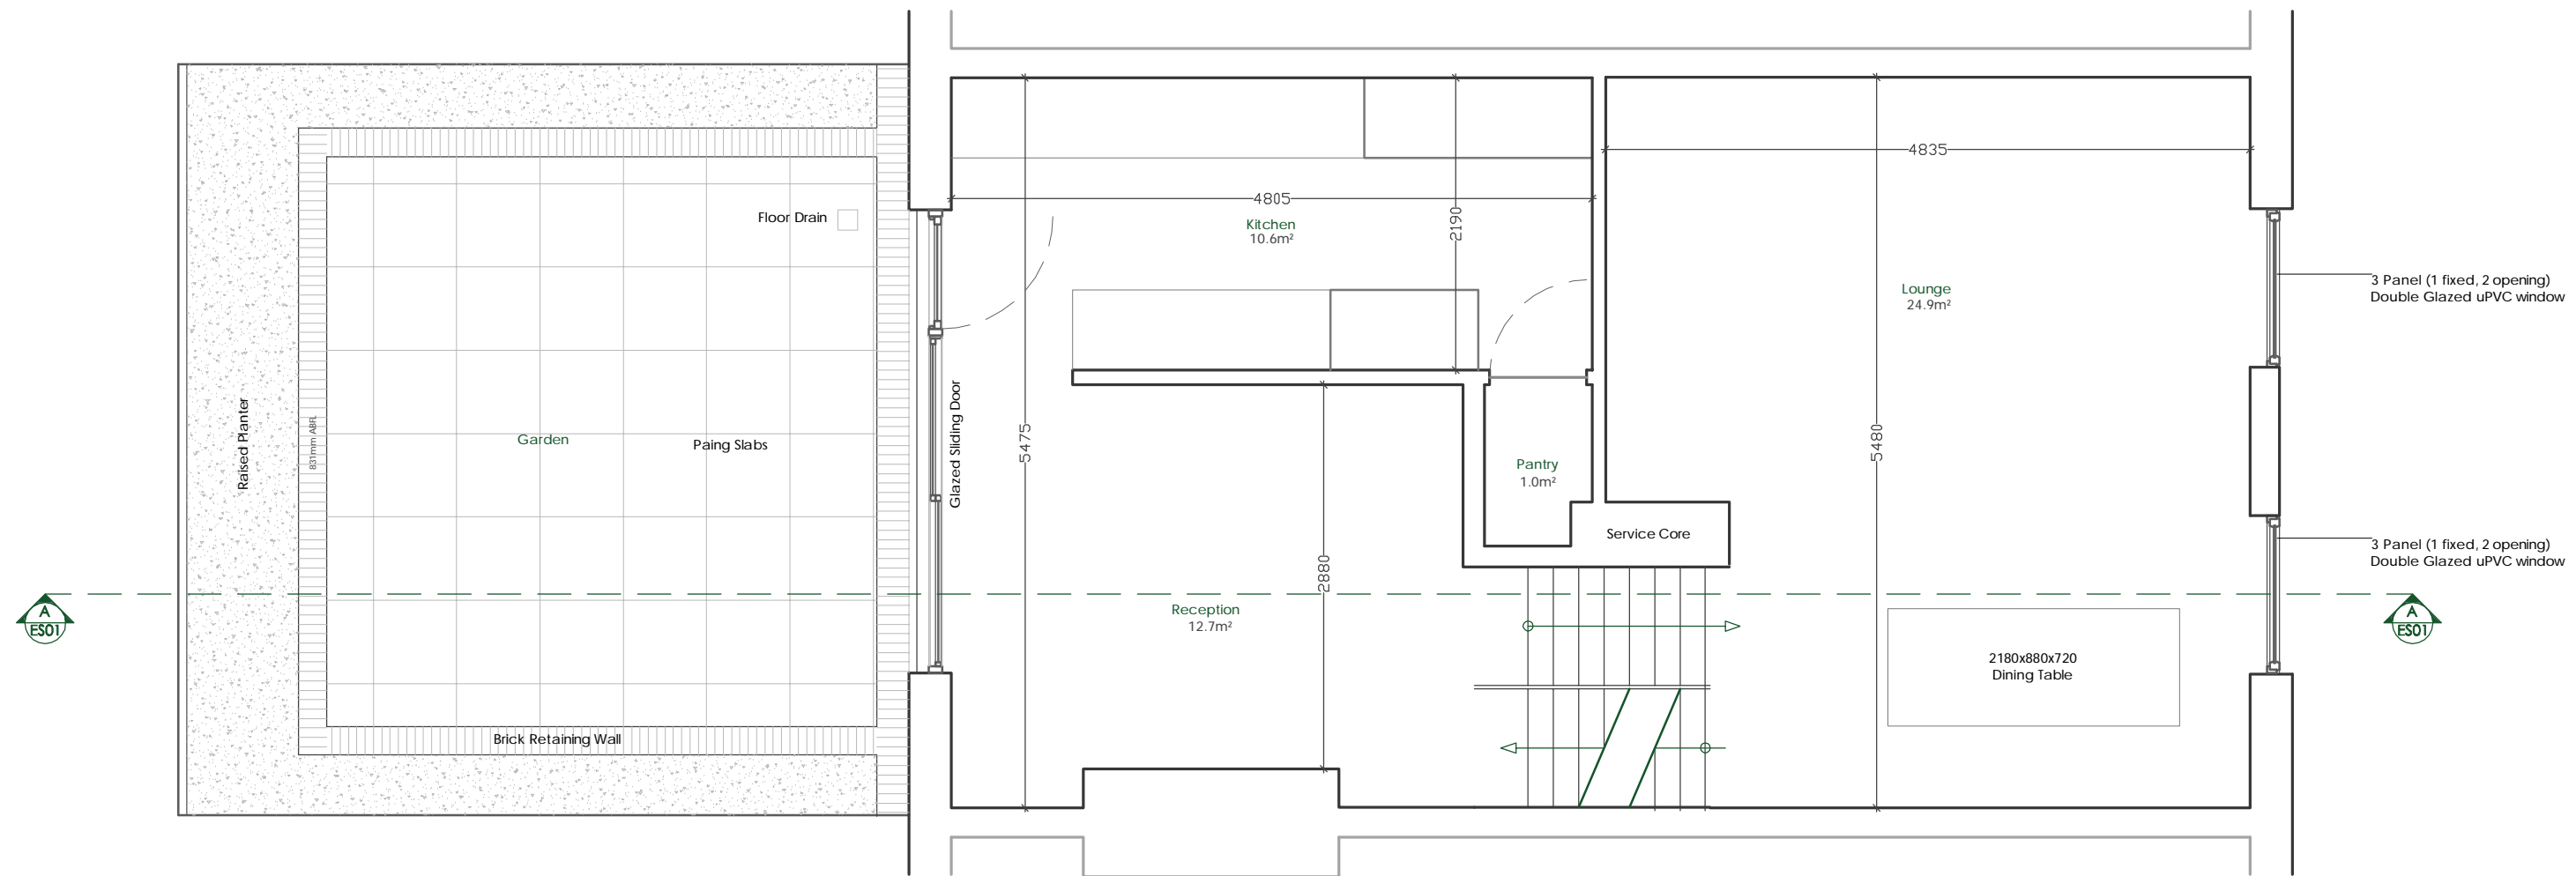 4835
4805
Floor Drain
Kitchen
10.6m²
2190
3 Panel (1 fixed, 2 opening)
Double Glazed uPVC window
Lounge
24.9m²
Raised Planter
831mm ABFL
Garden
Paing Slabs
Glazed Sliding Door
5475
5480
Pantry
1.0m²
Service Core
3 Panel (1 fixed, 2 opening)
Double Glazed uPVC window
2880
A
ES01
Reception
12.7m²
A
ES01
2180x880x720
Dining Table
Brick Retaining Wall